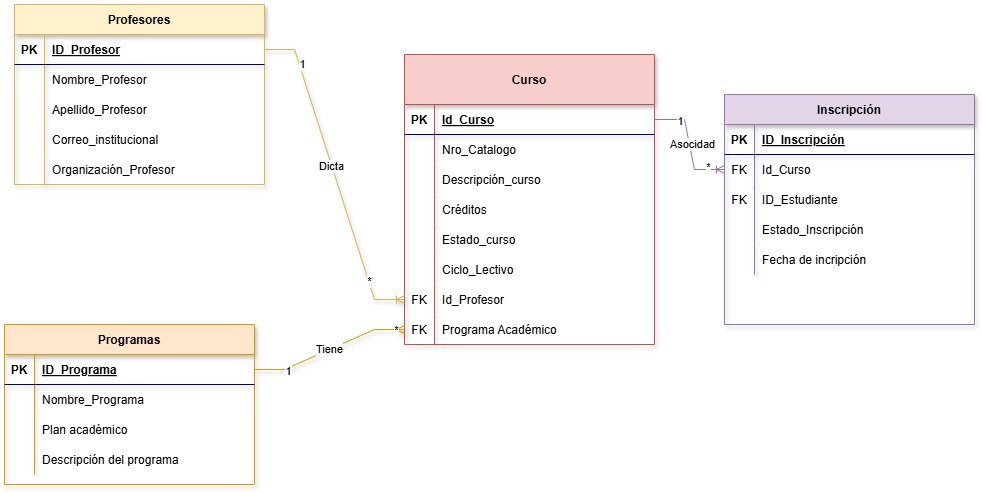 Profesores
PK ID_Profesor
Nombre_Profesor
Apellido_Profesor
Correo_institucional
Organización_Profesor
1
Dicta
*
Curso
PK Id_Curso
Nro_Catalogo
Descripción_curso
Créditos
Estado_curso
Ciclo_Lectivo
FK Id_Profesor
FK Programa Académico
1
Asocidad
*
Inscripción
PK ID_Inscripción
FK Id_Curso
FK ID_Estudiante
Estado_Inscripción
Fecha de incripción
Programas
PK ID_Programa
Nombre_Programa
Plan académico
Descripción del programa
1
Tiene
*